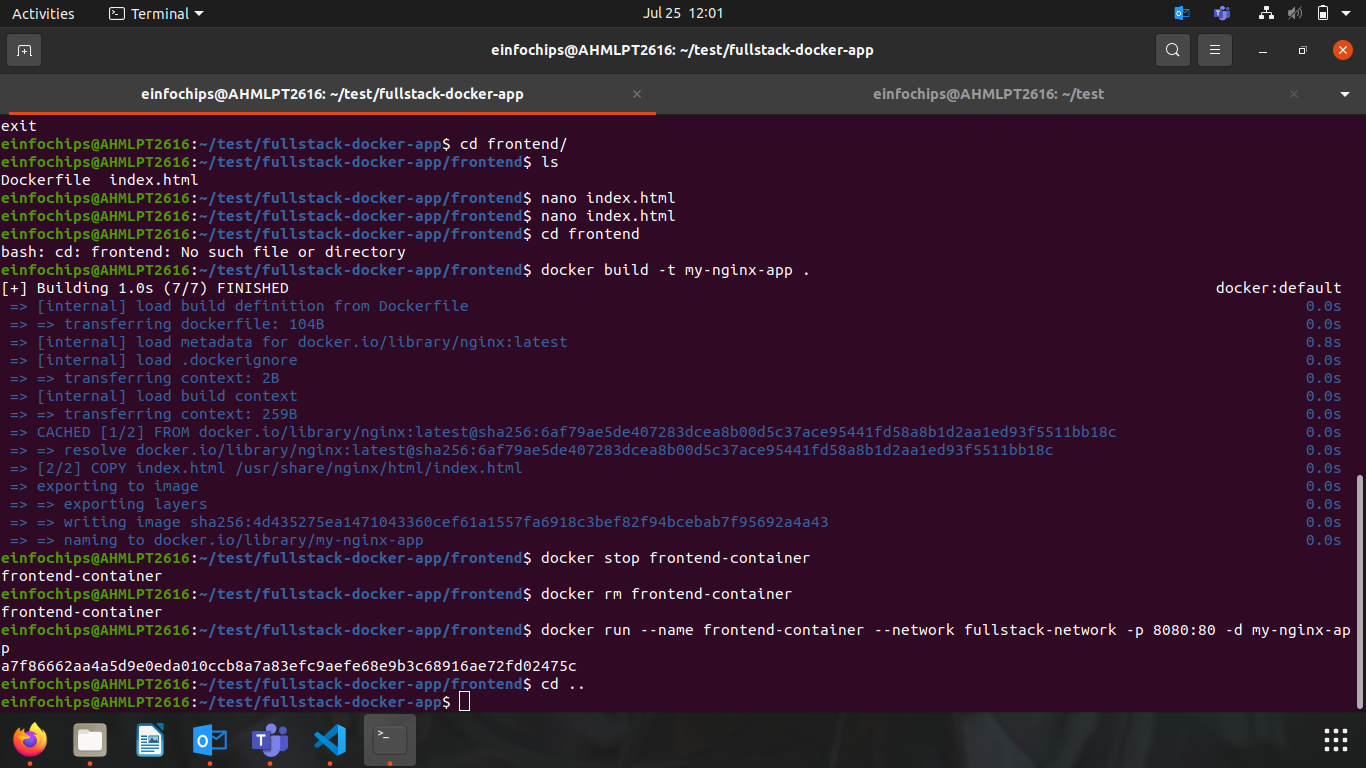 Activities Terminal Jul 25 12:01
einfochips@AHMLPT2616: ~/test/fullstack-docker-app
einfochips@AHMLPT2616: ~/test/fullstack-docker-app einfochips@AHMLPT2616: ~/test
exit
einfochips@AHMLPT2616:~/test/fullstack-docker-app$ cd frontend/
einfochips@AHMLPT2616:~/test/fullstack-docker-app/frontend$ ls
Dockerfile  index.html
einfochips@AHMLPT2616:~/test/fullstack-docker-app/frontend$ nano index.html
einfochips@AHMLPT2616:~/test/fullstack-docker-app/frontend$ nano index.html
einfochips@AHMLPT2616:~/test/fullstack-docker-app/frontend$ cd frontend
bash: cd: frontend: No such file or directory
einfochips@AHMLPT2616:~/test/fullstack-docker-app/frontend$ docker build -t my-nginx-app .
[+] Building 1.0s (7/7) FINISHED docker:default
=> [internal] load build definition from Dockerfile 0.0s
=> => transferring dockerfile: 104B 0.0s
=> [internal] load metadata for docker.io/library/nginx:latest 0.8s
=> [internal] load .dockerignore 0.0s
=> => transferring context: 2B 0.0s
=> [internal] load build context 0.0s
=> => transferring context: 259B 0.0s
=> CACHED [1/2] FROM docker.io/library/nginx:latest@sha256:6af79ae5de407283dcea8b00d5c37ace95441fd58a8b1d2aa1ed93f5511bb18c 0.0s
=> => resolve docker.io/library/nginx:latest@sha256:6af79ae5de407283dcea8b00d5c37ace95441fd58a8b1d2aa1ed93f5511bb18c 0.0s
=> [2/2] COPY index.html /usr/share/nginx/html/index.html 0.0s
=> exporting to image 0.0s
=> => exporting layers 0.0s
=> => writing image sha256:4d435275ea1471043360cef61a1557fa6918c3bef82f94bcebab7f95692a4a43 0.0s
=> => naming to docker.io/library/my-nginx-app 0.0s
einfochips@AHMLPT2616:~/test/fullstack-docker-app/frontend$ docker stop frontend-container
frontend-container
einfochips@AHMLPT2616:~/test/fullstack-docker-app/frontend$ docker rm frontend-container
frontend-container
einfochips@AHMLPT2616:~/test/fullstack-docker-app/frontend$ docker run --name frontend-container --network fullstack-network -p 8080:80 -d my-nginx-ap
p
a7f86662aa4a5d9e0eda010ccb8a7a83efc9aefe68e9b3c68916ae72fd02475c
einfochips@AHMLPT2616:~/test/fullstack-docker-app/frontend$ cd ..
einfochips@AHMLPT2616:~/test/fullstack-docker-app$